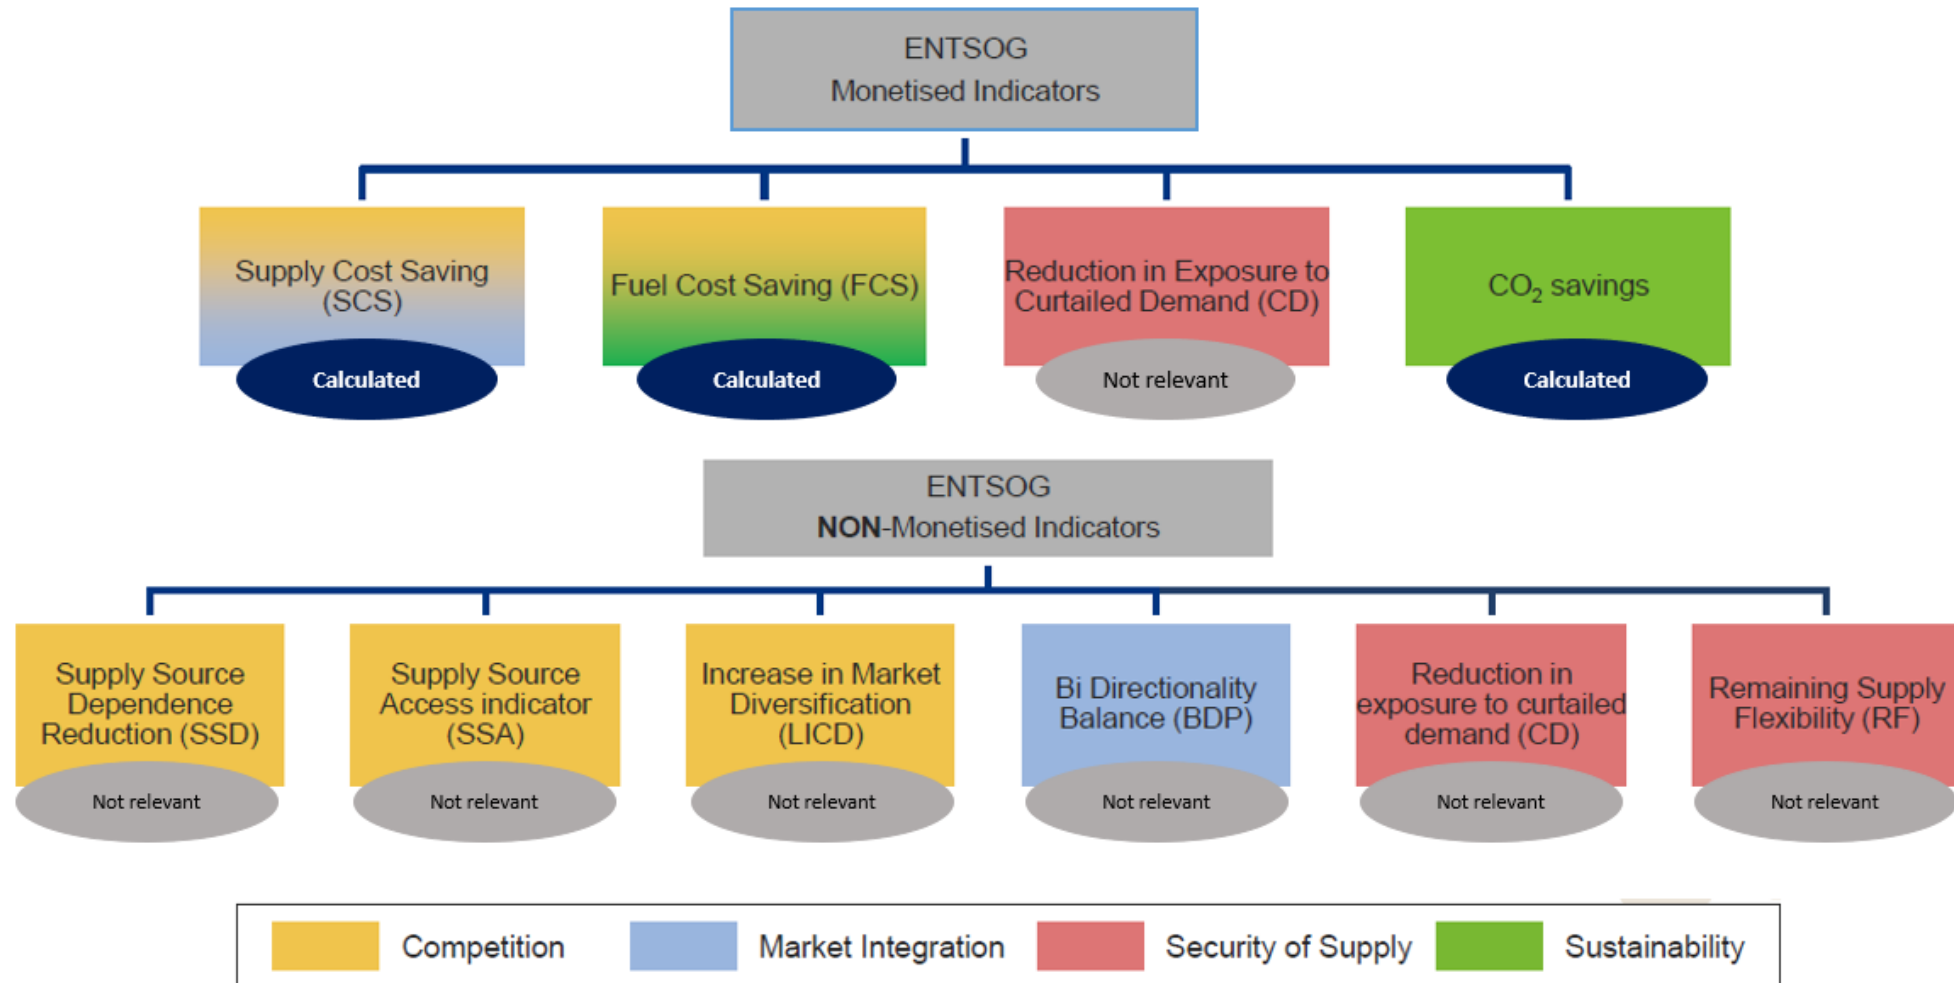 ENTSOG
Monetised Indicators
Supply Cost Saving
(SCS)
Calculated
Fuel Cost Saving (FCS)
Calculated
Reduction in Exposure to
Curtailed Demand (CD)
Not relevant
CO₂ savings
Calculated
ENTSOG
NON-Monetised Indicators
Supply Source
Dependence
Reduction (SSD)
Not relevant
Supply Source
Access indicator
(SSA)
Not relevant
Increase in Market
Diversification
(LICD)
Not relevant
Bi Directionality
Balance (BDP)
Not relevant
Reduction in
exposure to curtailed
demand (CD)
Not relevant
Remaining Supply
Flexibility (RF)
Not relevant
Competition
Market Integration
Security of Supply
Sustainability